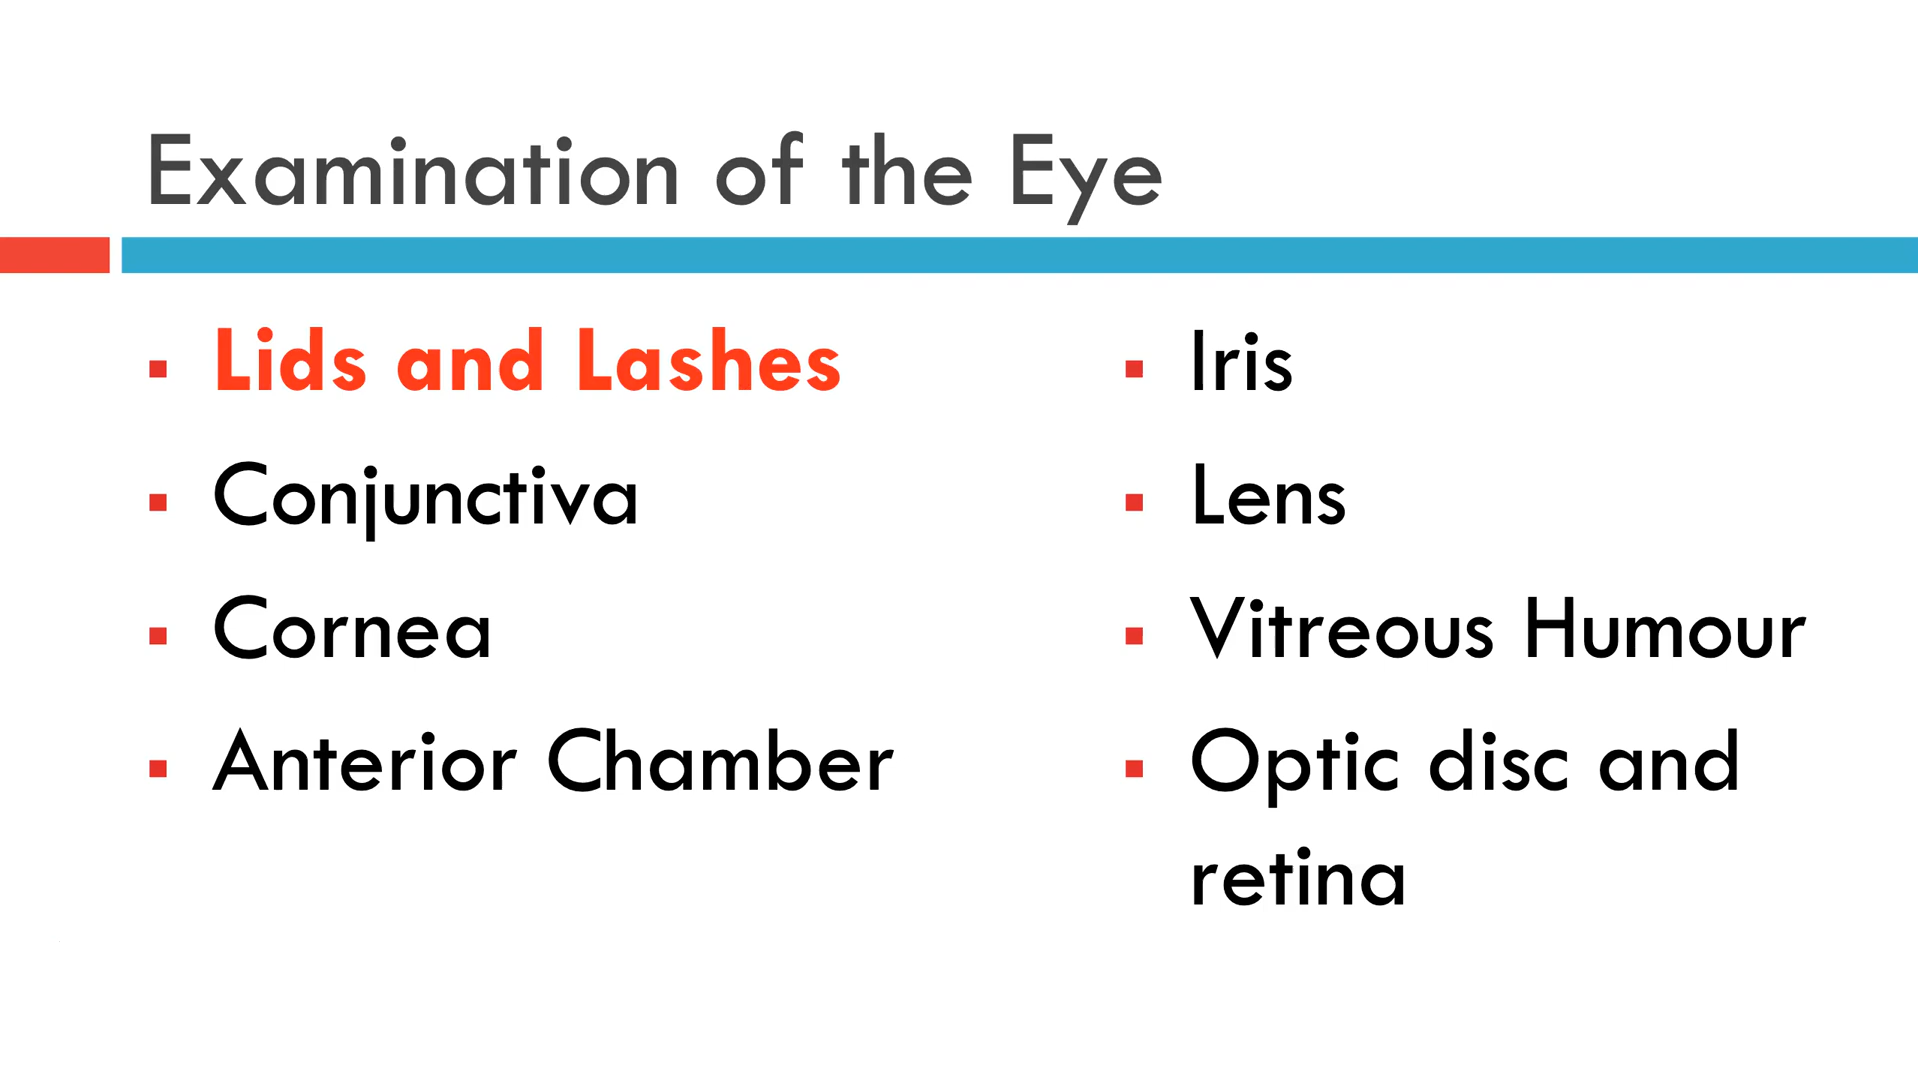 Examination of the Eye
Lids and Lashes
Conjunctiva
Cornea
Anterior Chamber
Iris
Lens
Vitreous Humour
Optic disc and
retina